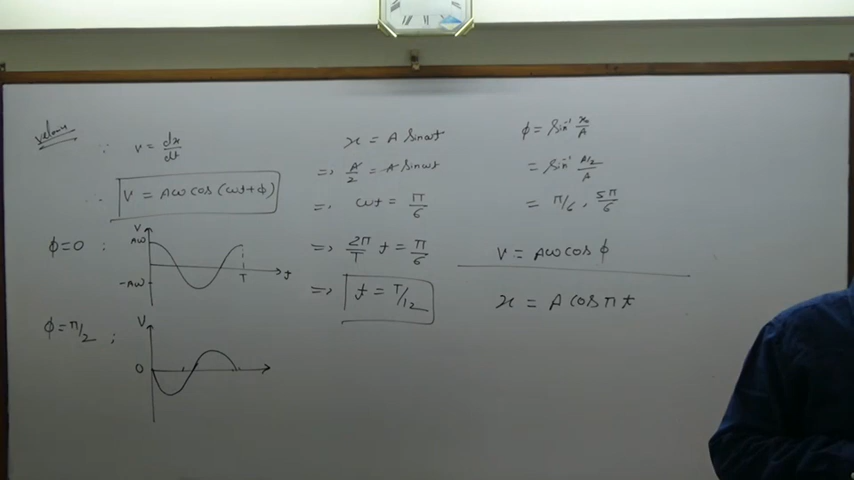 velocity
∵ v = dx/dt
∴ V = Aω cos (ωt + φ)
φ = 0 :
V
Aω
-Aω
T
t
φ = π/2 ;
V
0
x = A sin ωt
⇒ A/2 = A sin ωt
⇒ ωt = π/6
⇒ 2π/T t = π/6
⇒ t = T/12
φ = sin⁻¹ x₀/A
= sin⁻¹ A/2/A
= π/6 , 5π/6
V = Aω cos φ
x = A cos π t